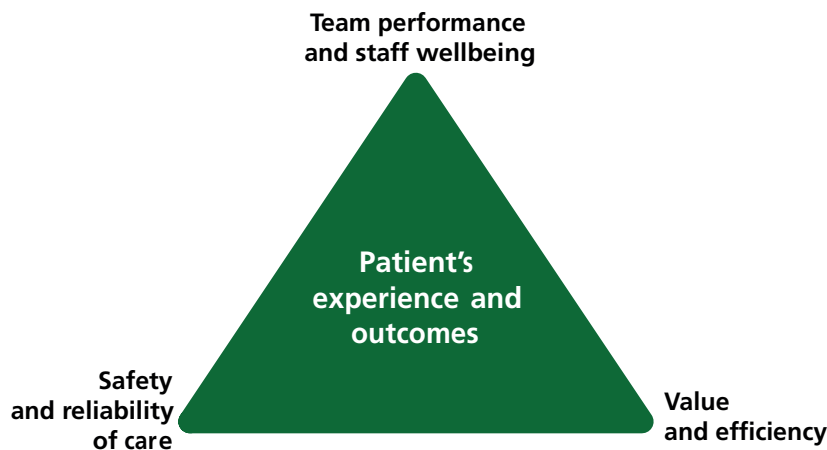 Team performance
and staff wellbeing
Patient's
experience and
outcomes
Safety
and reliability
of care
Value
and efficiency